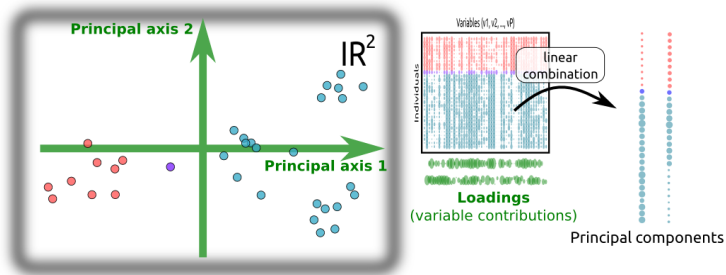 Principal axis 2
IR²
Principal axis 1
Variables (v1, v2, ..., vP)
Individuals
linear
combination
Loadings
(variable contributions)
Principal components